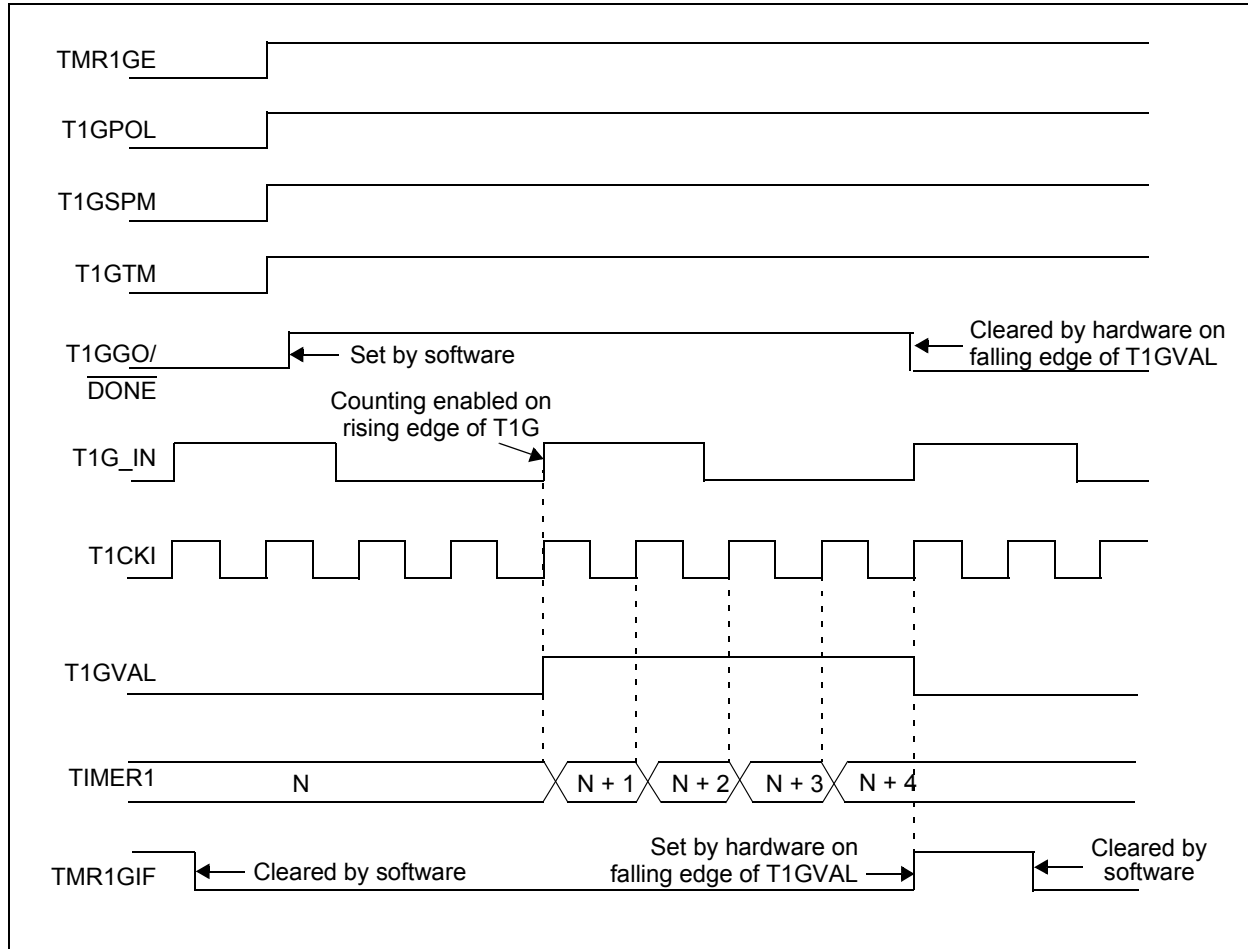 TMR1GE
T1GPOL
T1GSPM
T1GTM
T1GGO/
DONE
Set by software
Cleared by hardware on
falling edge of T1GVAL
Counting enabled on
rising edge of T1G
T1G_IN
T1CKI
T1GVAL
TIMER1
N
N + 1
N + 2
N + 3
N + 4
TMR1GIF
Cleared by software
Set by hardware on
falling edge of T1GVAL
Cleared by
software